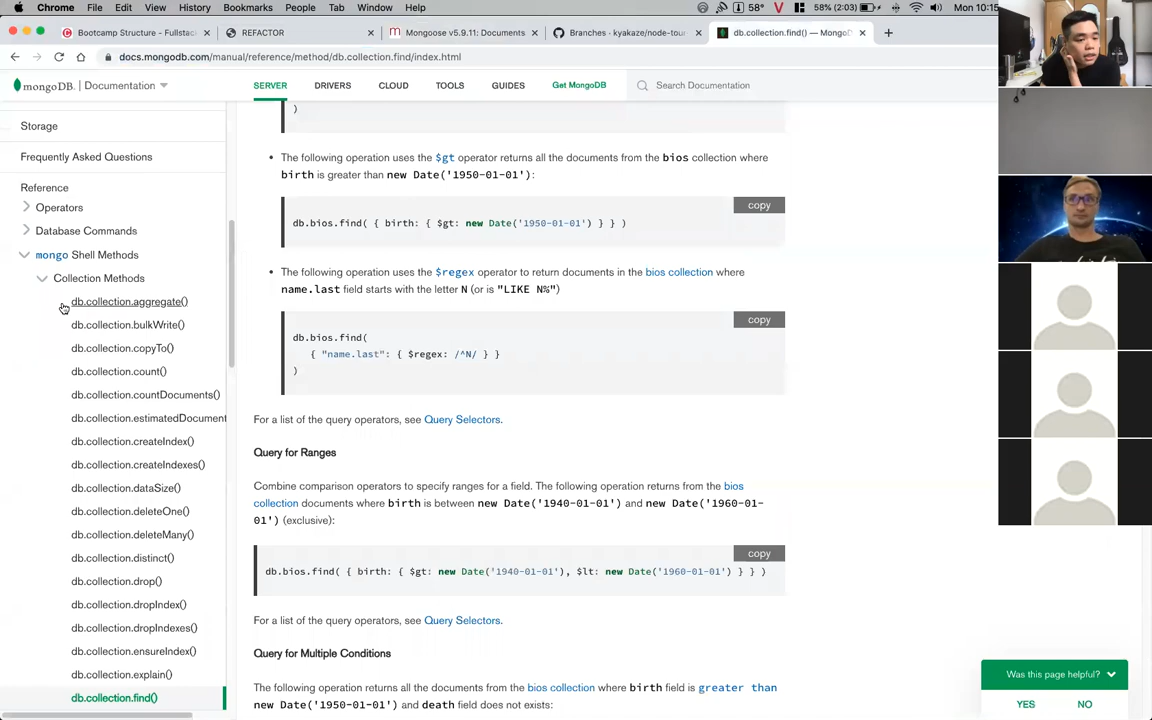 Chrome File Edit View History Bookmarks People Tab Window Help 58° 58% (2:03) Mon 10:15
Bootcamp Structure - Fullsta
REFACTOR
Mongoose v5.9.11: Documents
Branches · kyakaze/node-tou
db.collection.find() — MongoD
docs.mongodb.com/manual/reference/method/db.collection.find/index.html
mongoDB. Documentation
SERVER DRIVERS CLOUD TOOLS GUIDES Get MongoDB Search Documentation
Storage
Frequently Asked Questions
Reference
Operators
Database Commands
mongo Shell Methods
Collection Methods
db.collection.aggregate()
db.collection.bulkWrite()
db.collection.copyTo()
db.collection.count()
db.collection.countDocuments()
db.collection.estimatedDocument
db.collection.createIndex()
db.collection.createIndexes()
db.collection.dataSize()
db.collection.deleteOne()
db.collection.deleteMany()
db.collection.distinct()
db.collection.drop()
db.collection.dropIndex()
db.collection.dropIndexes()
db.collection.ensureIndex()
db.collection.explain()
db.collection.find()
)
• The following operation uses the $gt operator returns all the documents from the bios collection where
birth is greater than new Date('1950-01-01'):
copy
db.bios.find( { birth: { $gt: new Date('1950-01-01') } } )
• The following operation uses the $regex operator to return documents in the bios collection where
name.last field starts with the letter N (or is "LIKE N%")
copy
db.bios.find(
{ "name.last": { $regex: /^N/ } }
)
For a list of the query operators, see Query Selectors.
Query for Ranges
Combine comparison operators to specify ranges for a field. The following operation returns from the bios
collection documents where birth is between new Date('1940-01-01') and new Date('1960-01-
01') (exclusive):
copy
db.bios.find( { birth: { $gt: new Date('1940-01-01'), $lt: new Date('1960-01-01') } } )
For a list of the query operators, see Query Selectors.
Query for Multiple Conditions
The following operation returns all the documents from the bios collection where birth field is greater than
new Date('1950-01-01') and death field does not exists:
Was this page helpful?
YES NO